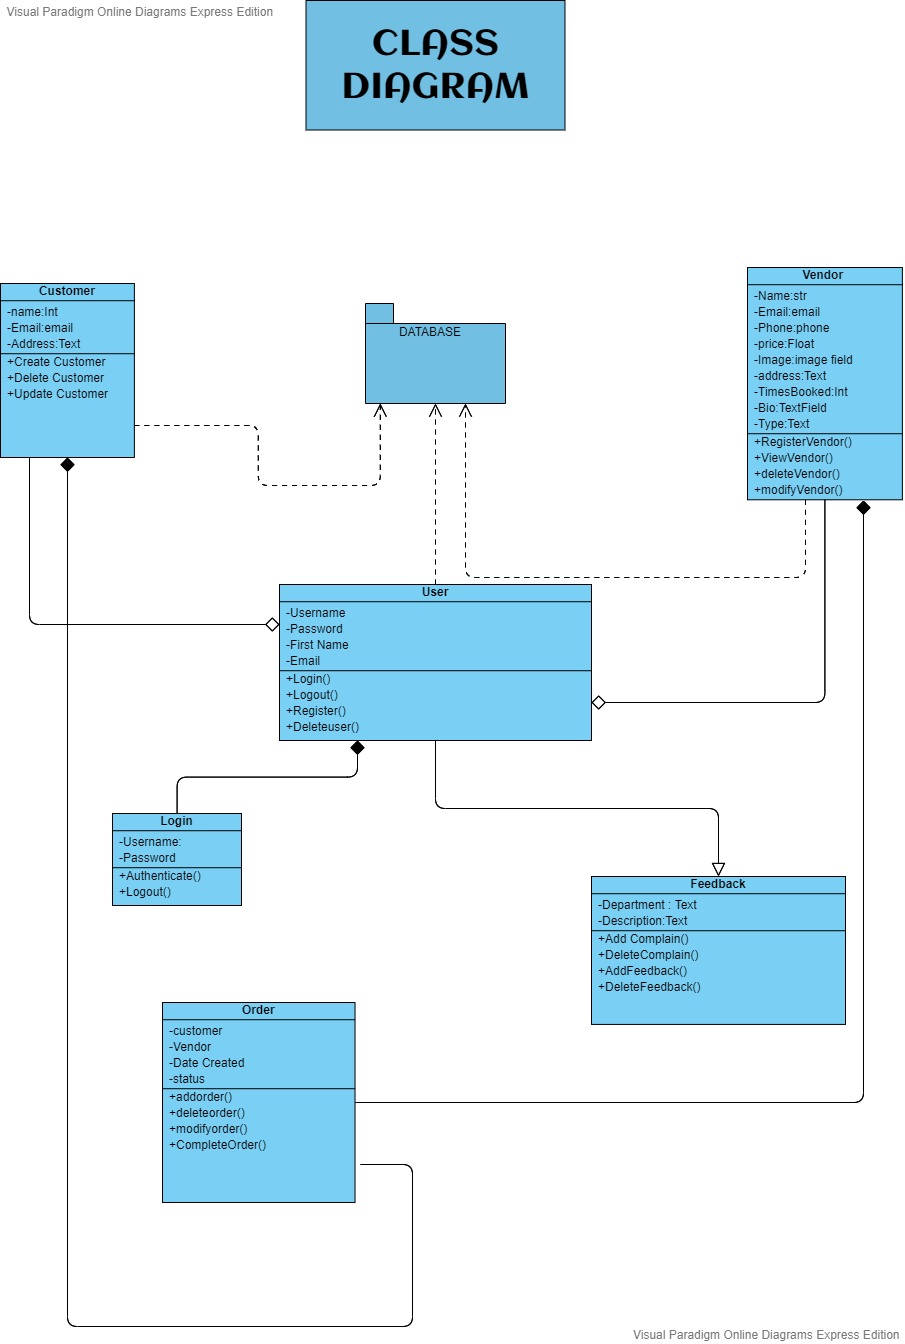 Visual Paradigm Online Diagrams Express Edition
CLASS
DIAGRAM
Customer
-name:Int
-Email:email
-Address:Text
+Create Customer
+Delete Customer
+Update Customer
DATABASE
Vendor
-Name:str
-Email:email
-Phone:phone
-price:Float
-Image:image field
-address:Text
-TimesBooked:Int
-Bio:TextField
-Type:Text
+RegisterVendor()
+ViewVendor()
+deleteVendor()
+modifyVendor()
User
-Username
-Password
-First Name
-Email
+Login()
+Logout()
+Register()
+Deleteuser()
Login
-Username:
-Password
+Authenticate()
+Logout()
Feedback
-Department : Text
-Description:Text
+Add Complain()
+DeleteComplain()
+AddFeedback()
+DeleteFeedback()
Order
-customer
-Vendor
-Date Created
-status
+addorder()
+deleteorder()
+modifyorder()
+CompleteOrder()
Visual Paradigm Online Diagrams Express Edition